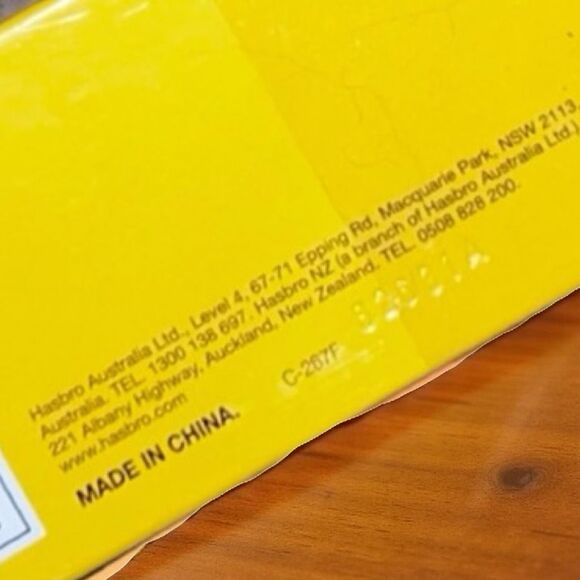 Hasbro Australia Ltd., Level 4, 67-71 Epping Rd, Macquarie Park, NSW 2113,
Australia. TEL. 1300 138 697. Hasbro NZ (a branch of Hasbro Australia Ltd.)
221 Albany Highway, Auckland, New Zealand. TEL. 0508 828 200.
www.hasbro.com
MADE IN CHINA.
C-267F